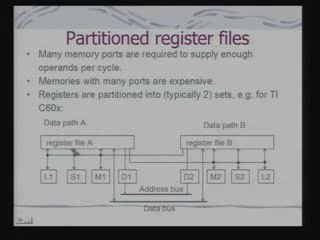 Partitioned register files
• Many memory ports are required to supply enough
operands per cycle.
• Memories with many ports are expensive.
• Registers are partitioned into (typically 2) sets, e.g. for TI
C60x:
Data path A
Data path B
register file A
register file B
L1 S1 M1 D1 D2 M2 S2 L2
Address bus
Data bus